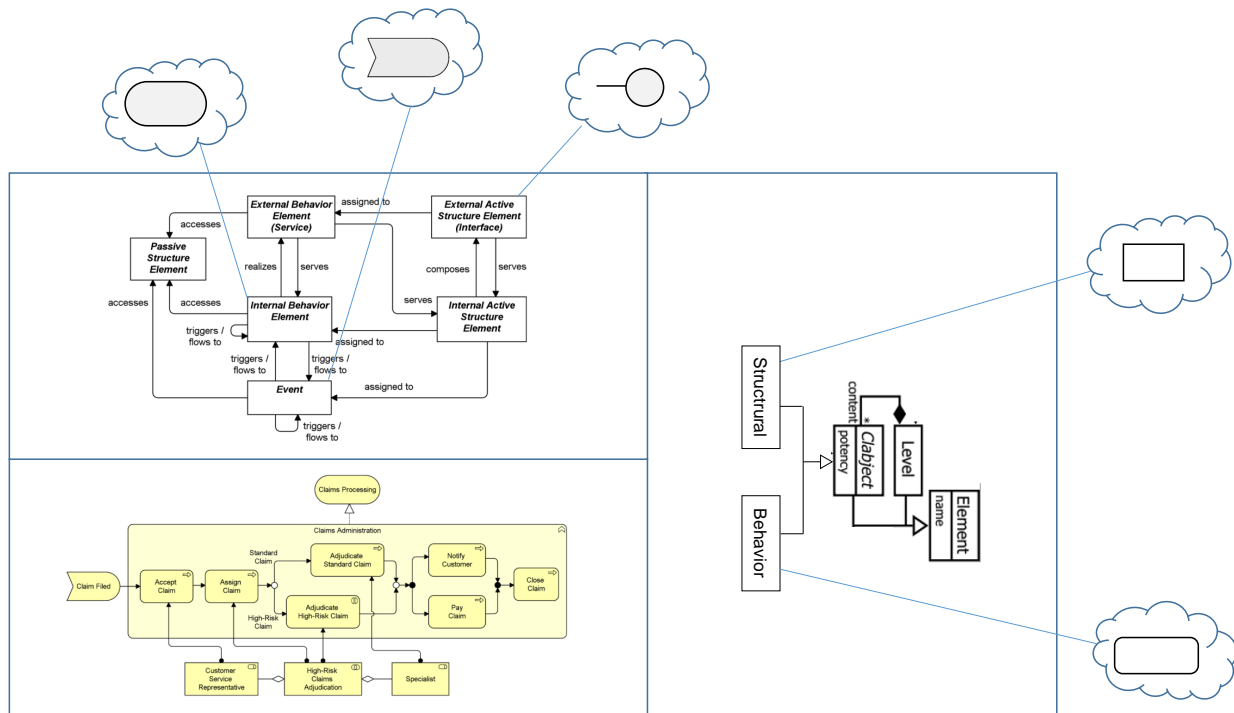 External Behavior
Element
(Service)
assigned to
External Active
Structure Element
(Interface)
accesses
Passive
Structure
Element
realizes
serves
composes
serves
accesses
accesses
serves
Internal Behavior
Element
Internal Active
Structure
Element
triggers /
flows to
assigned to
triggers /
flows to
triggers /
flows to
Event
assigned to
triggers /
flows to
Claims Processing
Claims Administration
Standard
Claim
Adjudicate
Standard Claim
Notify
Customer
Claim Filed
Accept
Claim
Assign
Claim
Close
Claim
Adjudicate
High-Risk Claim
Pay
Claim
High-Risk
Claim
Customer
Service
Representative
High-Risk
Claims
Adjudication
Specialist
Structrural
Behavior
content
*
Clabject
potency
Level
Element
name